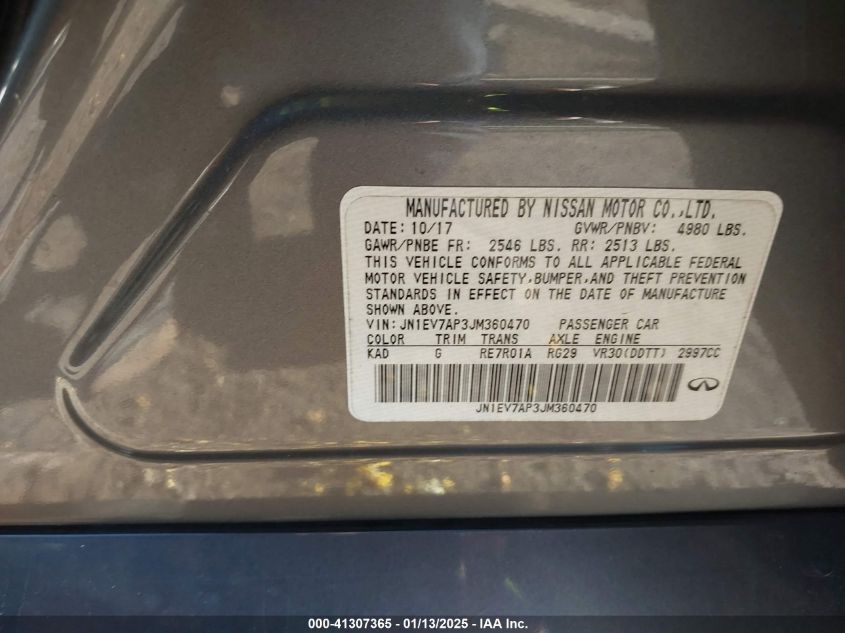 MANUFACTURED BY NISSAN MOTOR CO.,LTD.
DATE: 10/17 GVWR/PNBV: 4980 LBS.
GAWR/PNBE FR: 2546 LBS. RR: 2513 LBS.
THIS VEHICLE CONFORMS TO ALL APPLICABLE FEDERAL
MOTOR VEHICLE SAFETY,BUMPER,AND THEFT PREVENTION
STANDARDS IN EFFECT ON THE DATE OF MANUFACTURE
SHOWN ABOVE.
VIN: JN1EV7AP3JM360470 PASSENGER CAR
COLOR TRIM TRANS AXLE ENGINE
KAD G RE7R01A RG29 VR30(DDTT) 2997CC
JN1EV7AP3JM360470
000-41307365 - 01/13/2025 - IAA Inc.